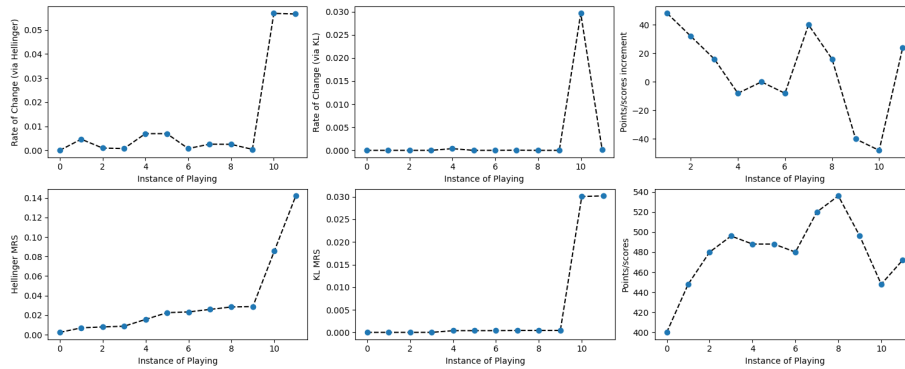 Rate of Change (via Hellinger)
0.05
0.04
0.03
0.02
0.01
0.00
0 2 4 6 8 10
Instance of Playing
Rate of Change (via KL)
0.030
0.025
0.020
0.015
0.010
0.005
0.000
0 2 4 6 8 10
Instance of Playing
Points/scores increment
40
20
0
−20
−40
2 4 6 8 10
Instance of Playing
Hellinger MRS
0.14
0.12
0.10
0.08
0.06
0.04
0.02
0.00
0 2 4 6 8 10
Instance of Playing
KL MRS
0.030
0.025
0.020
0.015
0.010
0.005
0.000
0 2 4 6 8 10
Instance of Playing
Points/scores
540
520
500
480
460
440
420
400
0 2 4 6 8 10
Instance of Playing